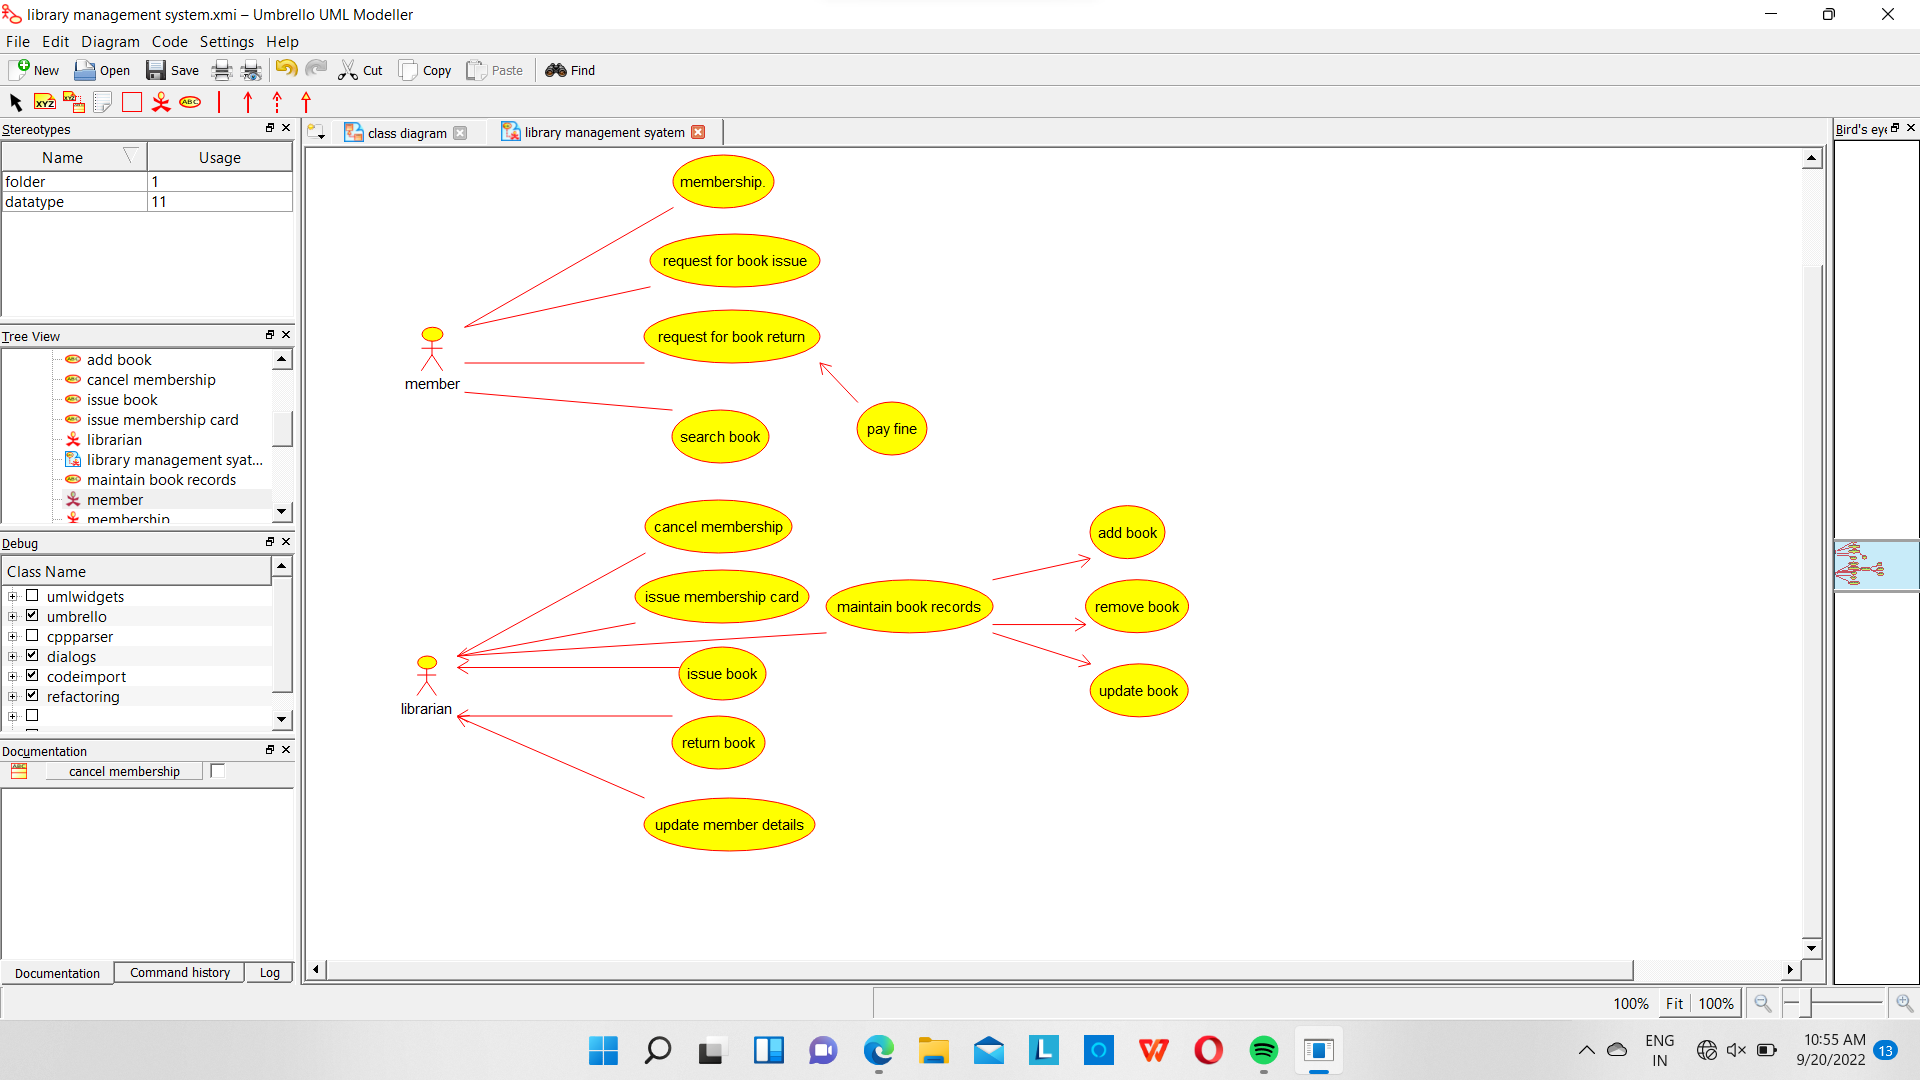 library management system.xmi – Umbrello UML Modeller
File Edit Diagram Code Settings Help
New Open Save Cut Copy Paste Find
XYZ XYZ ABC
Stereotypes
Name Usage
folder 1
datatype 11
Tree View
add book
cancel membership
issue book
issue membership card
librarian
library management syat...
maintain book records
member
membership
Debug
Class Name
umlwidgets
umbrello
cppparser
dialogs
codeimport
refactoring
Documentation
cancel membership
Documentation Command history Log
class diagram library management syatem
membership.
request for book issue
request for book return
member
pay fine
search book
cancel membership
add book
issue membership card
maintain book records
remove book
issue book
librarian
update book
return book
update member details
Bird's eye
100% Fit 100%
ENG
IN
10:55 AM
9/20/2022
13